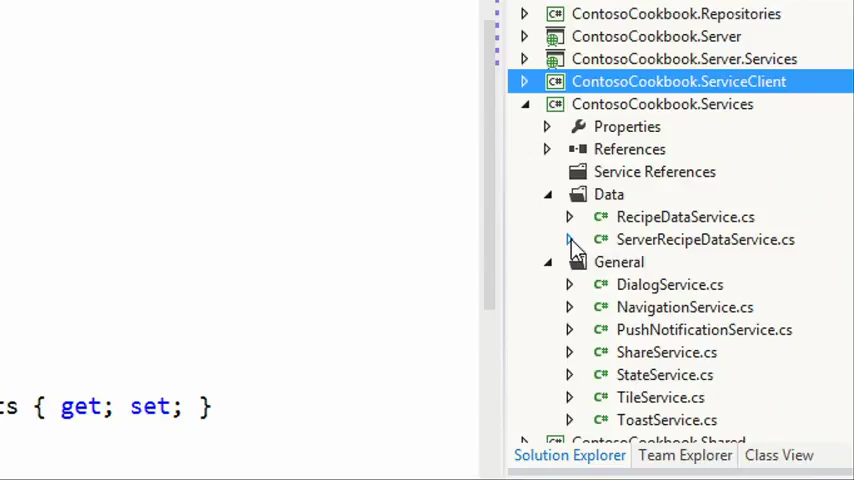 ContosoCookbook.Repositories
ContosoCookbook.Server
ContosoCookbook.Server.Services
C# ContosoCookbook.ServiceClient
C# ContosoCookbook.Services
Properties
References
Service References
Data
C# RecipeDataService.cs
C# ServerRecipeDataService.cs
General
C# DialogService.cs
C# NavigationService.cs
C# PushNotificationService.cs
C# ShareService.cs
C# StateService.cs
C# TileService.cs
C# ToastService.cs
ContosoCookbook.Shared
ts { get; set; }
Solution Explorer Team Explorer Class View